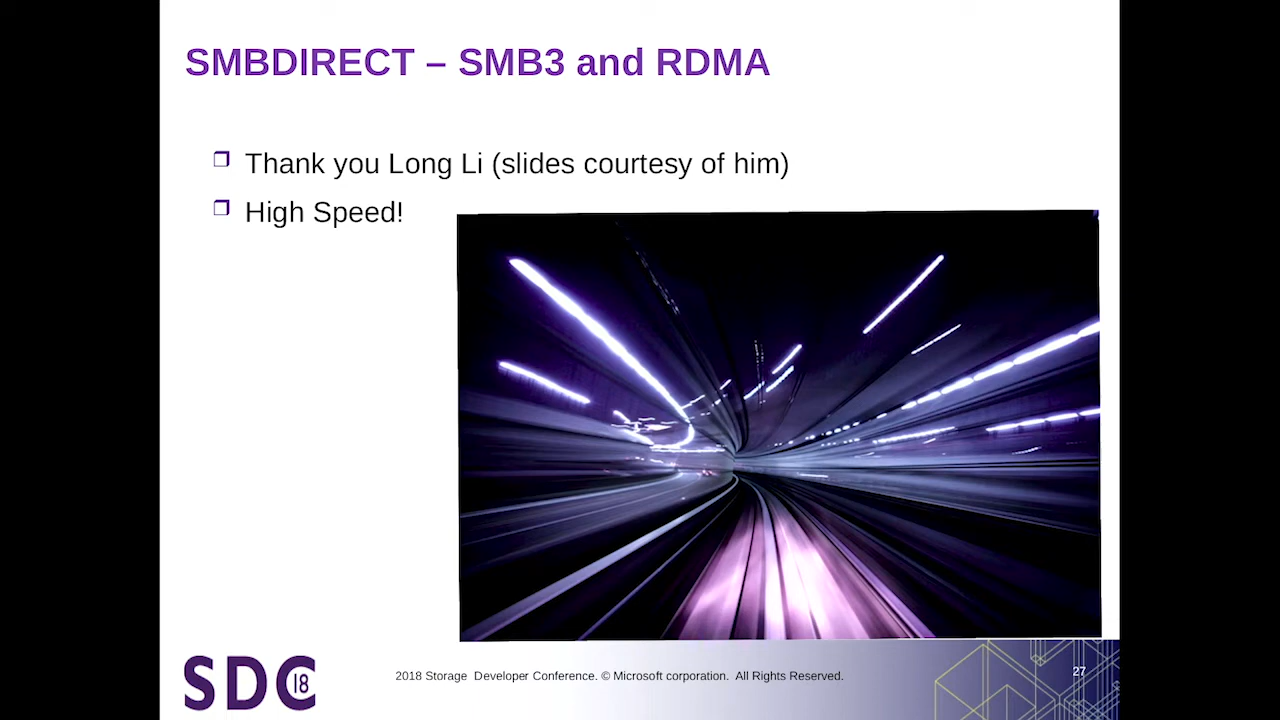 SMBDIRECT – SMB3 and RDMA
Thank you Long Li (slides courtesy of him)
High Speed!
SDC 18
2018 Storage Developer Conference. © Microsoft corporation. All Rights Reserved.
27